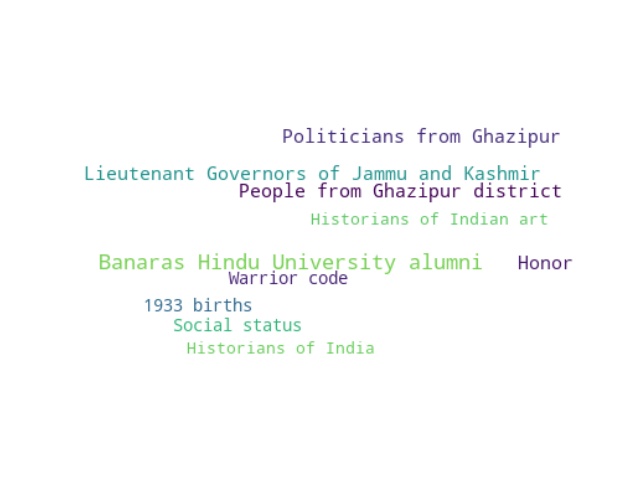 Politicians from Ghazipur
Lieutenant Governors of Jammu and Kashmir
People from Ghazipur district
Historians of Indian art
Banaras Hindu University alumni
Honor
Warrior code
1933 births
Social status
Historians of India